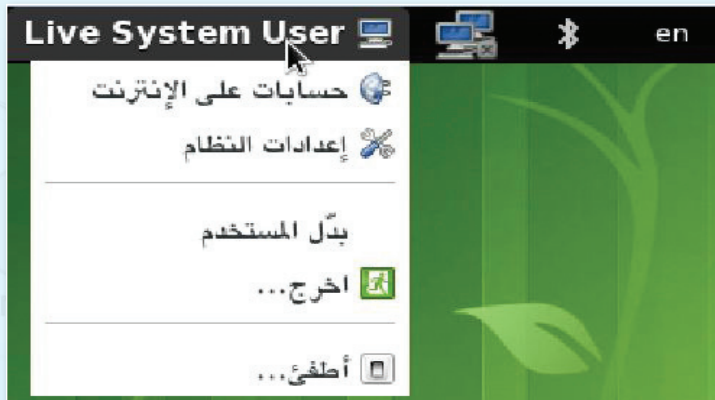 Live System User en
حسابات على الإنترنت
إعدادات النظام
بدّل المستخدم
اخرج...
أطفئ...